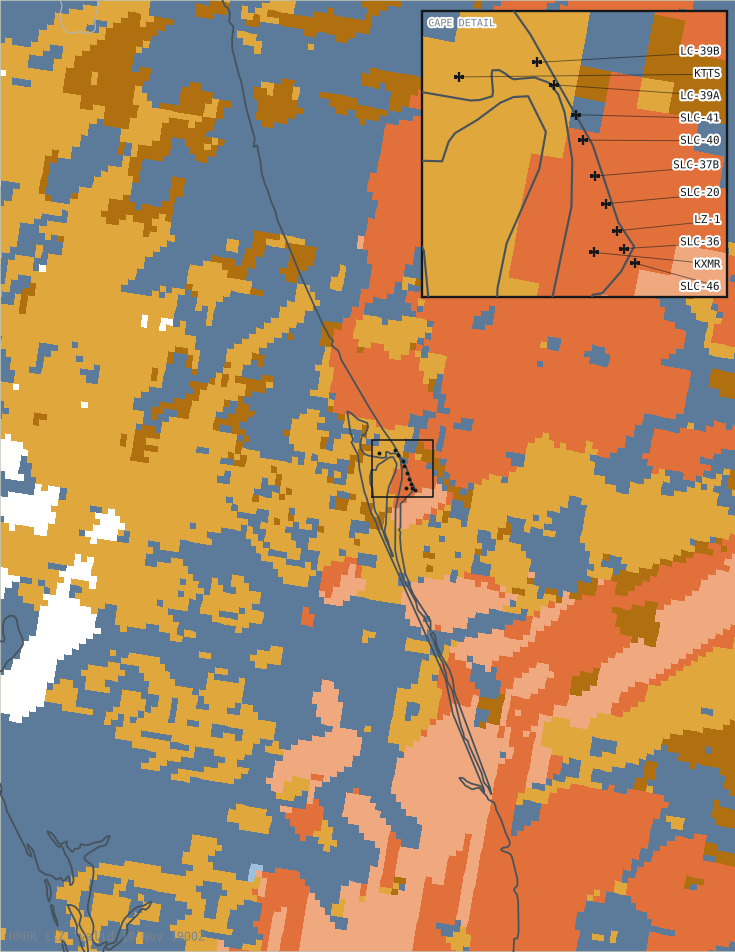 CAPE DETAIL
LC-39B
KTTS
LC-39A
SLC-41
SLC-40
SLC-37B
SLC-20
LZ-1
SLC-36
KXMR
SLC-46
HRRR